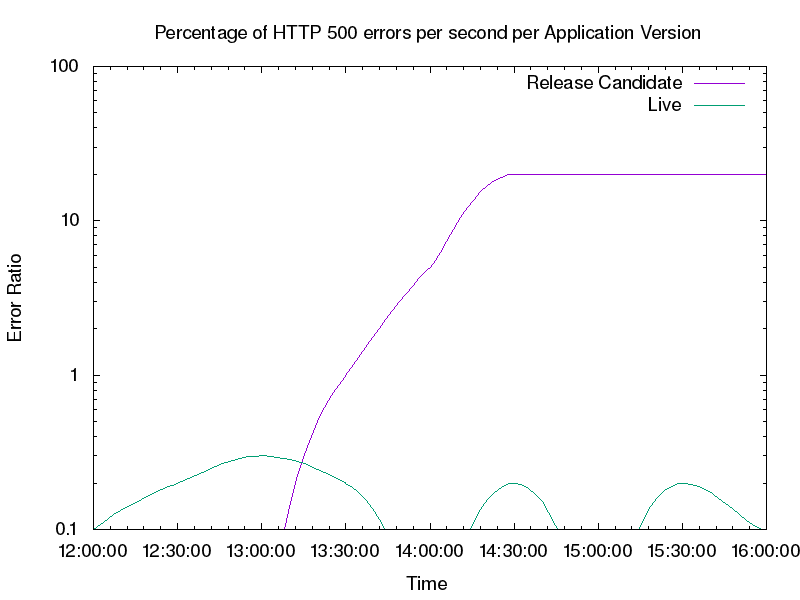 Percentage of HTTP 500 errors per second per Application Version
100
Release Candidate
Live
10
Error Ratio
1
0.1
12:00:00 12:30:00 13:00:00 13:30:00 14:00:00 14:30:00 15:00:00 15:30:00 16:00:00
Time